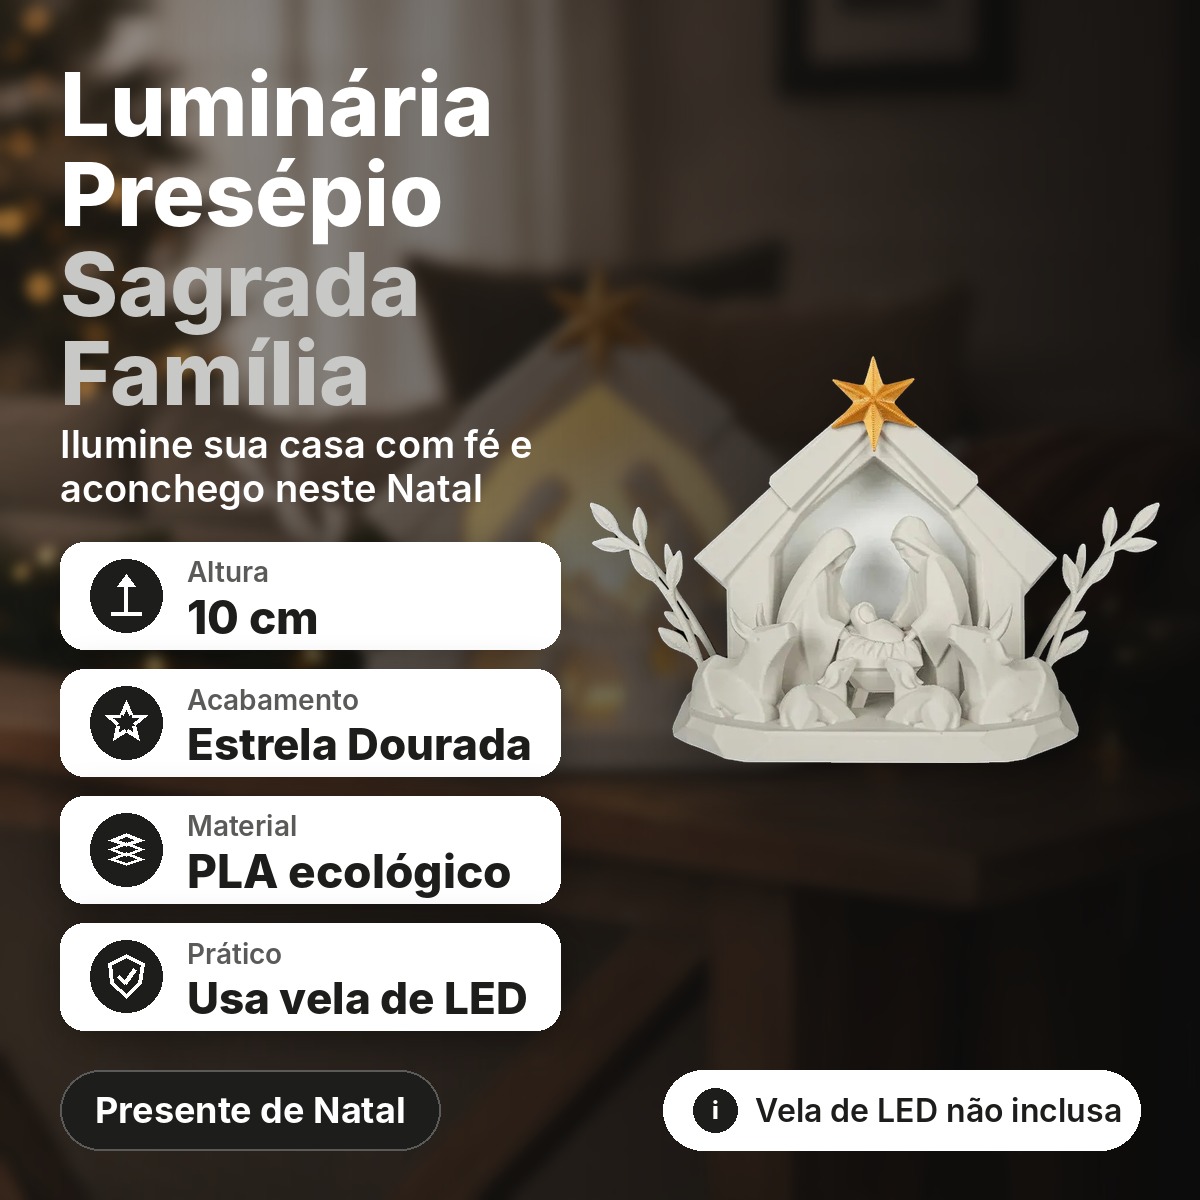 Luminária
Presépio
Sagrada
Família
Ilumine sua casa com fé e
aconchego neste Natal
Altura
10 cm
Acabamento
Estrela Dourada
Material
PLA ecológico
Prático
Usa vela de LED
Presente de Natal
i Vela de LED não inclusa